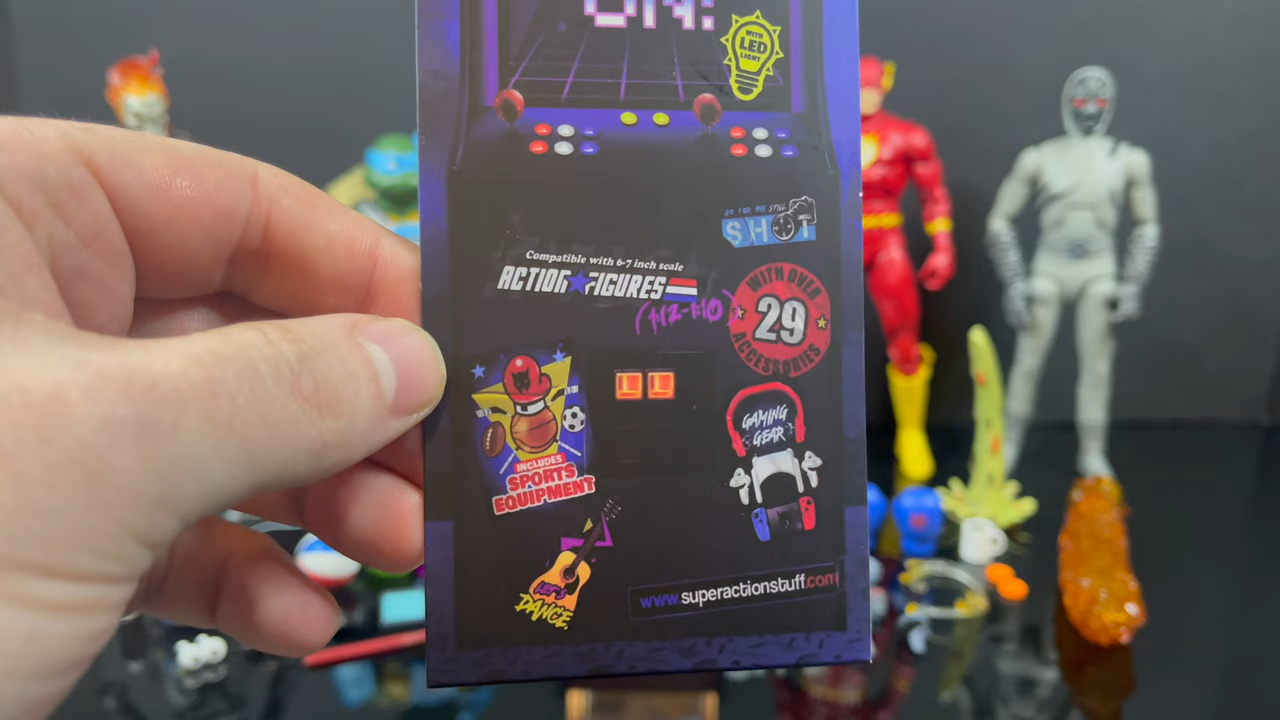 ON:
WITH
LED
LIGHT
GO FOR THE STILL
SHOT
Compatible with 6-7 inch scale
ACTION FIGURES
(1:12-1:10)
WITH OVER
29
ACCESSORIES
GAMING
GEAR
INCLUDES
SPORTS
EQUIPMENT
LET'S
DANCE.
www.superactionstuff.com